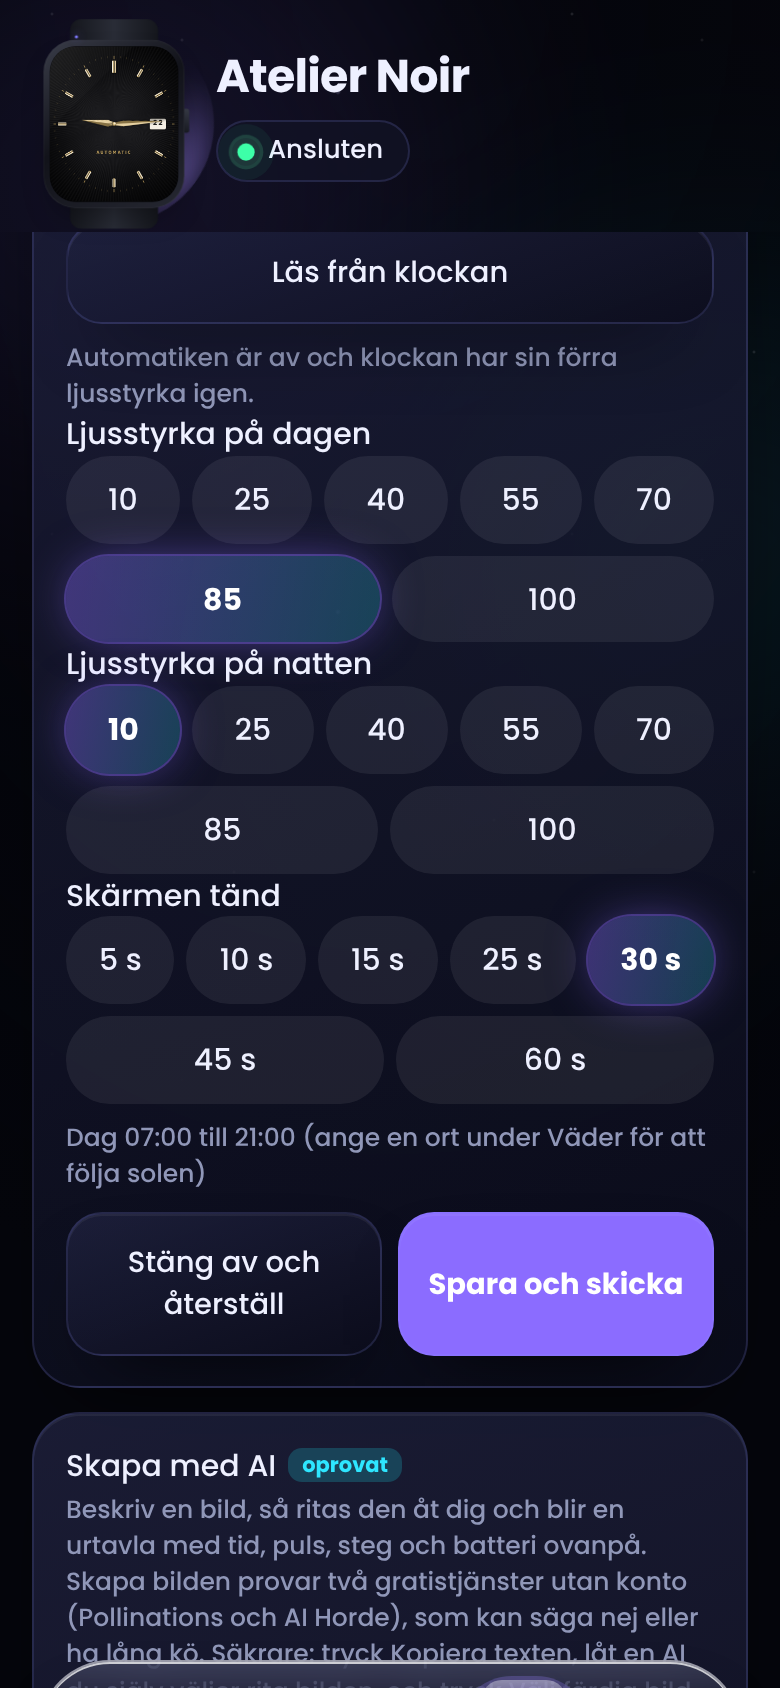 Atelier Noir
Ansluten
22
AUTOMATIC
Läs från klockan
Automatiken är av och klockan har sin förra
ljusstyrka igen.
Ljusstyrka på dagen
10 25 40 55 70
85 100
Ljusstyrka på natten
10 25 40 55 70
85 100
Skärmen tänd
5 s 10 s 15 s 25 s 30 s
45 s 60 s
Dag 07:00 till 21:00 (ange en ort under Väder för att
följa solen)
Stäng av och
återställ
Spara och skicka
Skapa med AI oprovat
Beskriv en bild, så ritas den åt dig och blir en
urtavla med tid, puls, steg och batteri ovanpå.
Skapa bilden provar två gratistjänster utan konto
(Pollinations och AI Horde), som kan säga nej eller
ha lång kö. Säkrare: tryck Kopiera texten, låt en AI